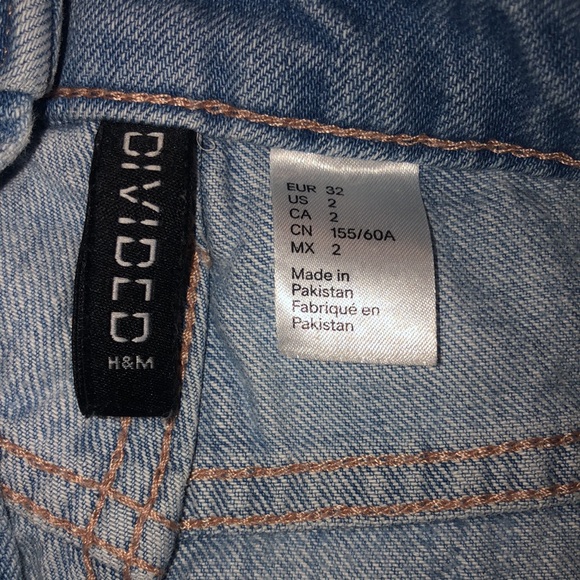 DIVIDED
H&M
EUR 32
US 2
CA 2
CN 155/60A
MX 2
Made in
Pakistan
Fabriqué en
Pakistan